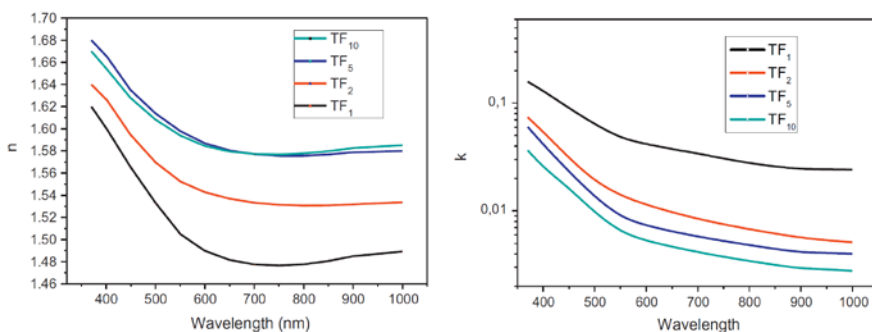 1.70
1.68
1.66
1.64
1.62
1.60
1.58
1.56
1.54
1.52
1.50
1.48
1.46
n
400 500 600 700 800 900 1000
Wavelength (nm)
TF10
TF5
TF2
TF1
0,1
0,01
k
400 500 600 700 800 900 1000
Wavelength
TF1
TF2
TF5
TF10